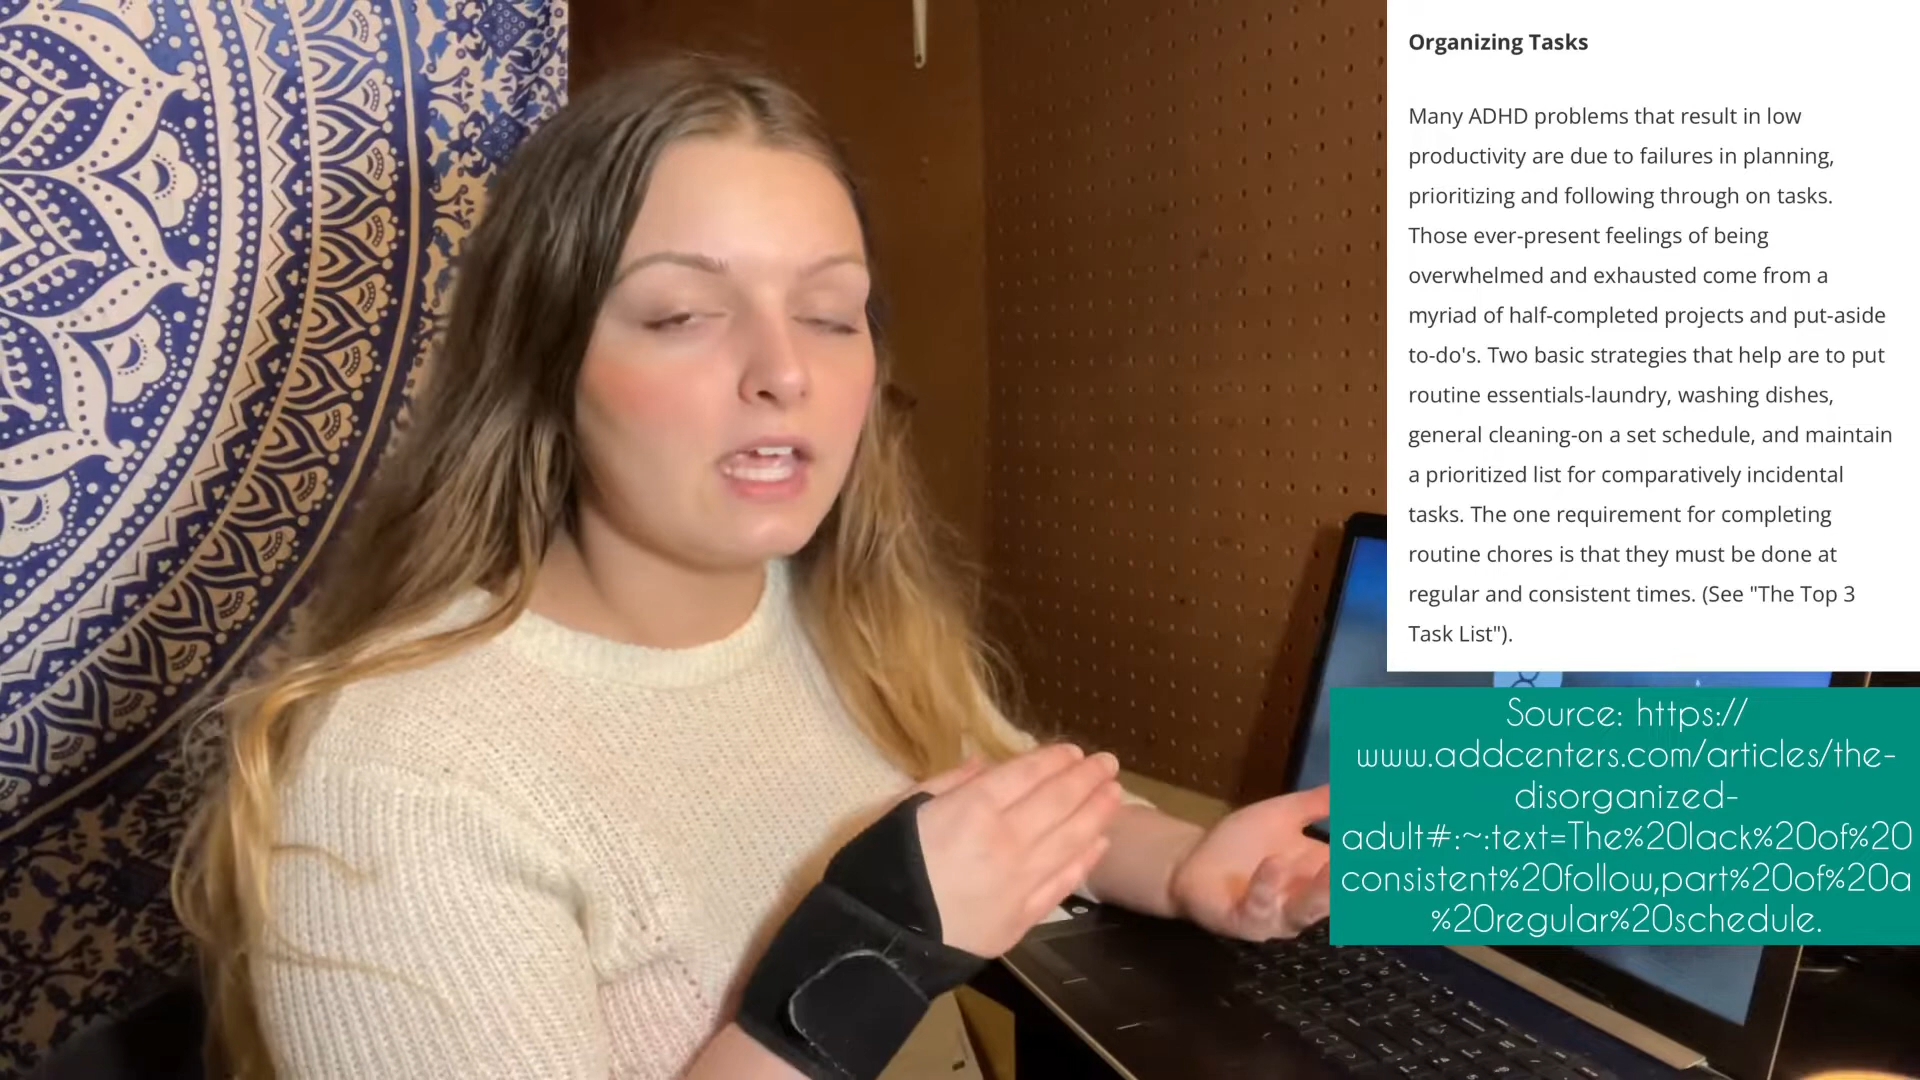 Organizing Tasks
Many ADHD problems that result in low
productivity are due to failures in planning,
prioritizing and following through on tasks.
Those ever-present feelings of being
overwhelmed and exhausted come from a
myriad of half-completed projects and put-aside
to-do's. Two basic strategies that help are to put
routine essentials-laundry, washing dishes,
general cleaning-on a set schedule, and maintain
a prioritized list for comparatively incidental
tasks. The one requirement for completing
routine chores is that they must be done at
regular and consistent times. (See "The Top 3
Task List").
Source: https://
www.addcenters.com/articles/the-
disorganized-
adult#:~:text=The%20lack%20of%20
consistent%20follow,part%20of%20a
%20regular%20schedule.